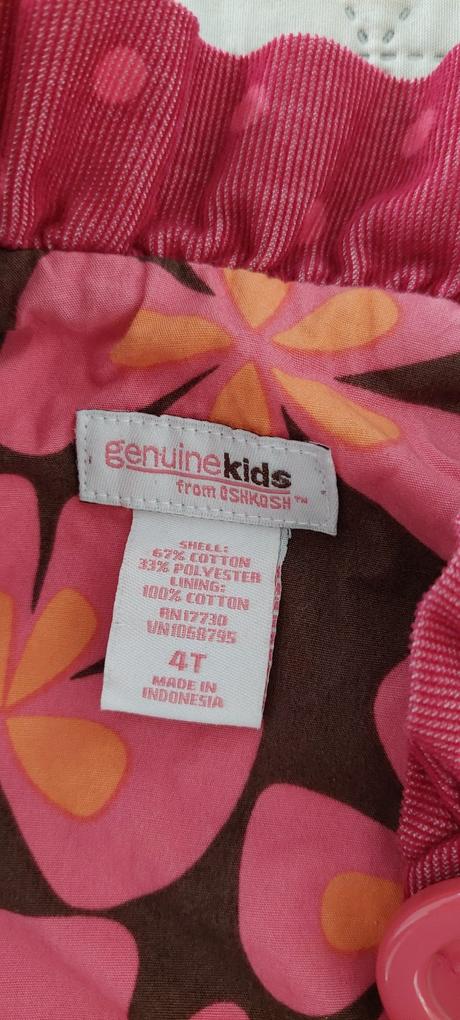 genuinekids
from OSHKOSH™
SHELL:
67% COTTON
33% POLYESTER
LINING:
100% COTTON
RN17730
VN1068795
4T
MADE IN
INDONESIA